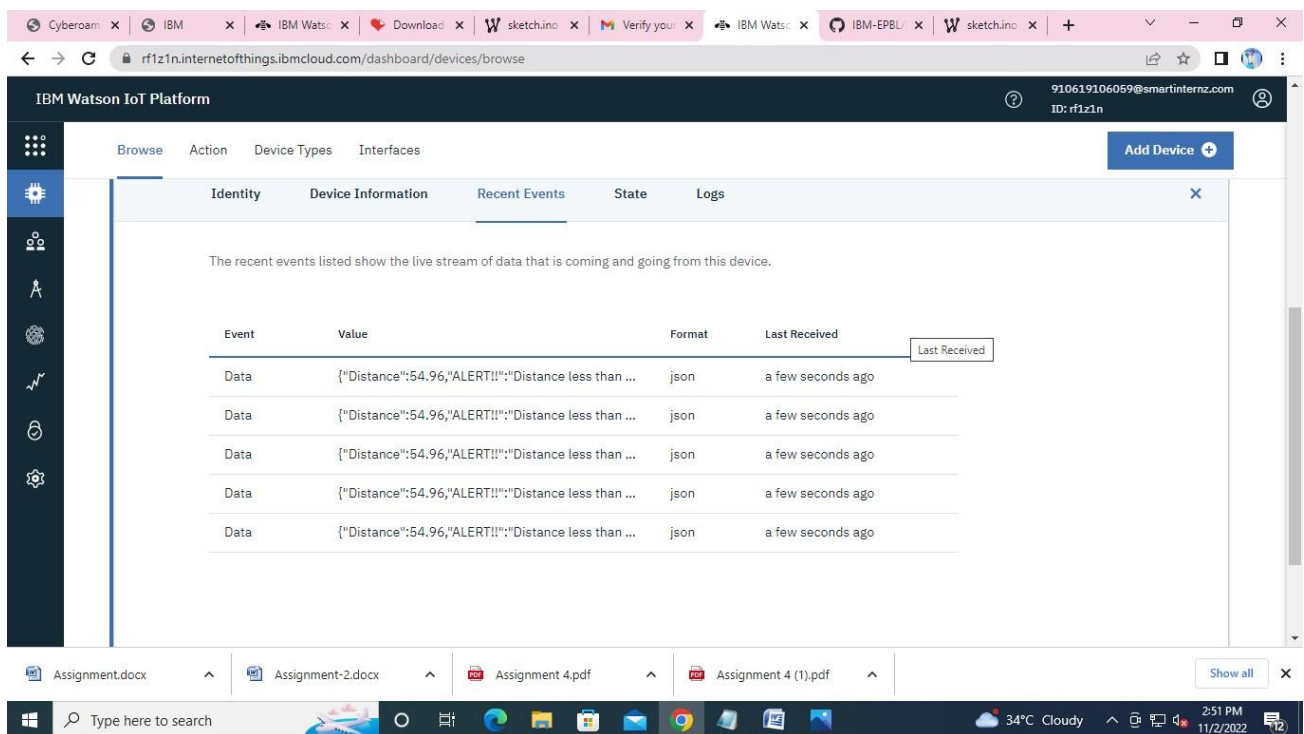 Cyberoam
IBM
IBM Watso
Download
sketch.ino
Verify your
IBM Watso
IBM-EPBL/
sketch.ino
rf1z1n.internetofthings.ibmcloud.com/dashboard/devices/browse
IBM Watson IoT Platform
910619106059@smartinternz.com
ID: rf1z1n
Browse Action Device Types Interfaces
Add Device
Identity Device Information Recent Events State Logs
The recent events listed show the live stream of data that is coming and going from this device.
Event Value Format Last Received
Last Received
Data {"Distance":54.96,"ALERT!!":"Distance less than ... json a few seconds ago
Data {"Distance":54.96,"ALERT!!":"Distance less than ... json a few seconds ago
Data {"Distance":54.96,"ALERT!!":"Distance less than ... json a few seconds ago
Data {"Distance":54.96,"ALERT!!":"Distance less than ... json a few seconds ago
Data {"Distance":54.96,"ALERT!!":"Distance less than ... json a few seconds ago
Assignment.docx
Assignment-2.docx
Assignment 4.pdf
Assignment 4 (1).pdf
Show all
Type here to search
34°C Cloudy
2:51 PM
11/2/2022
12